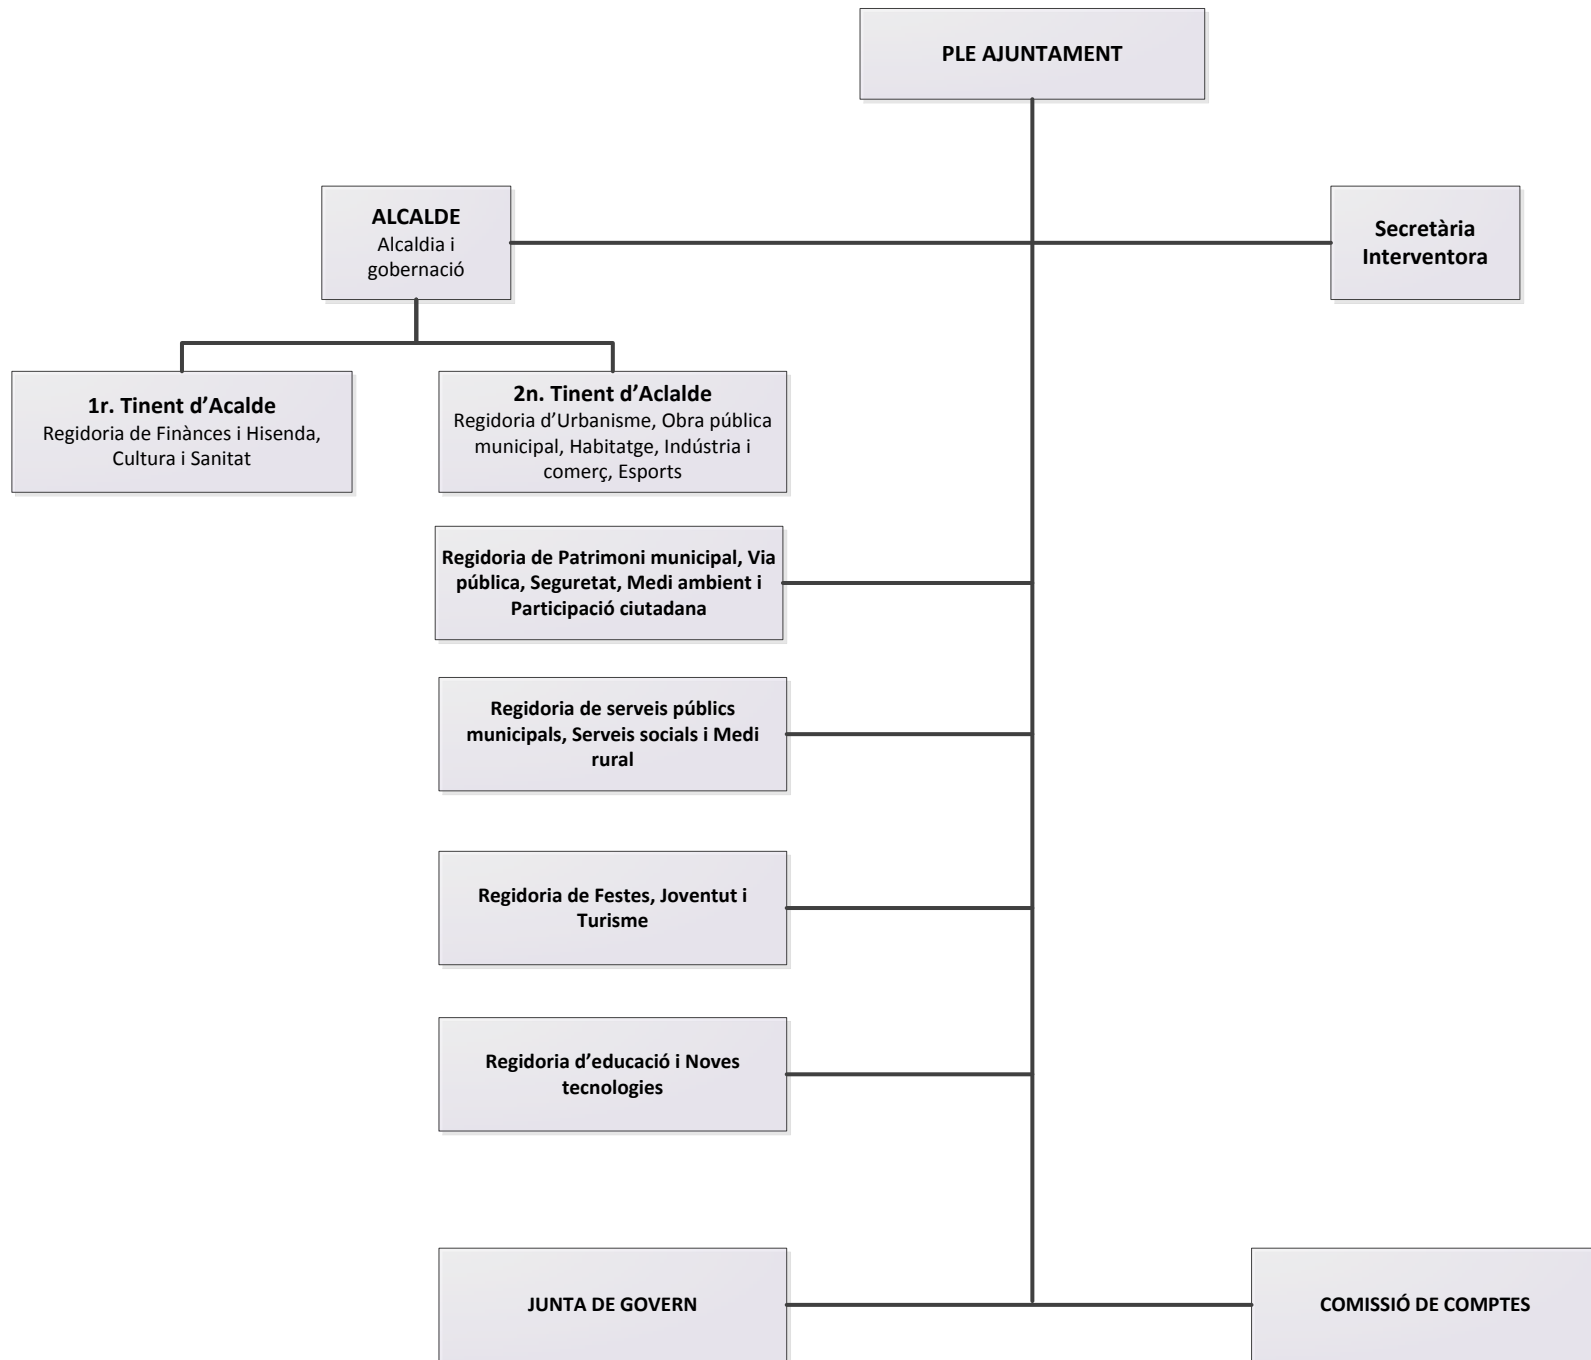 PLE AJUNTAMENT
ALCALDE
Alcaldia i
gobernació
Secretària
Interventora
1r. Tinent d’Acalde
Regidoria de Finànces i Hisenda,
Cultura i Sanitat
2n. Tinent d’Aclalde
Regidoria d’Urbanisme, Obra pública
municipal, Habitatge, Indústria i
comerç, Esports
Regidoria de Patrimoni municipal, Via
pública, Seguretat, Medi ambient i
Participació ciutadana
Regidoria de serveis públics
municipals, Serveis socials i Medi
rural
Regidoria de Festes, Joventut i
Turisme
Regidoria d’educació i Noves
tecnologies
JUNTA DE GOVERN
COMISSIÓ DE COMPTES